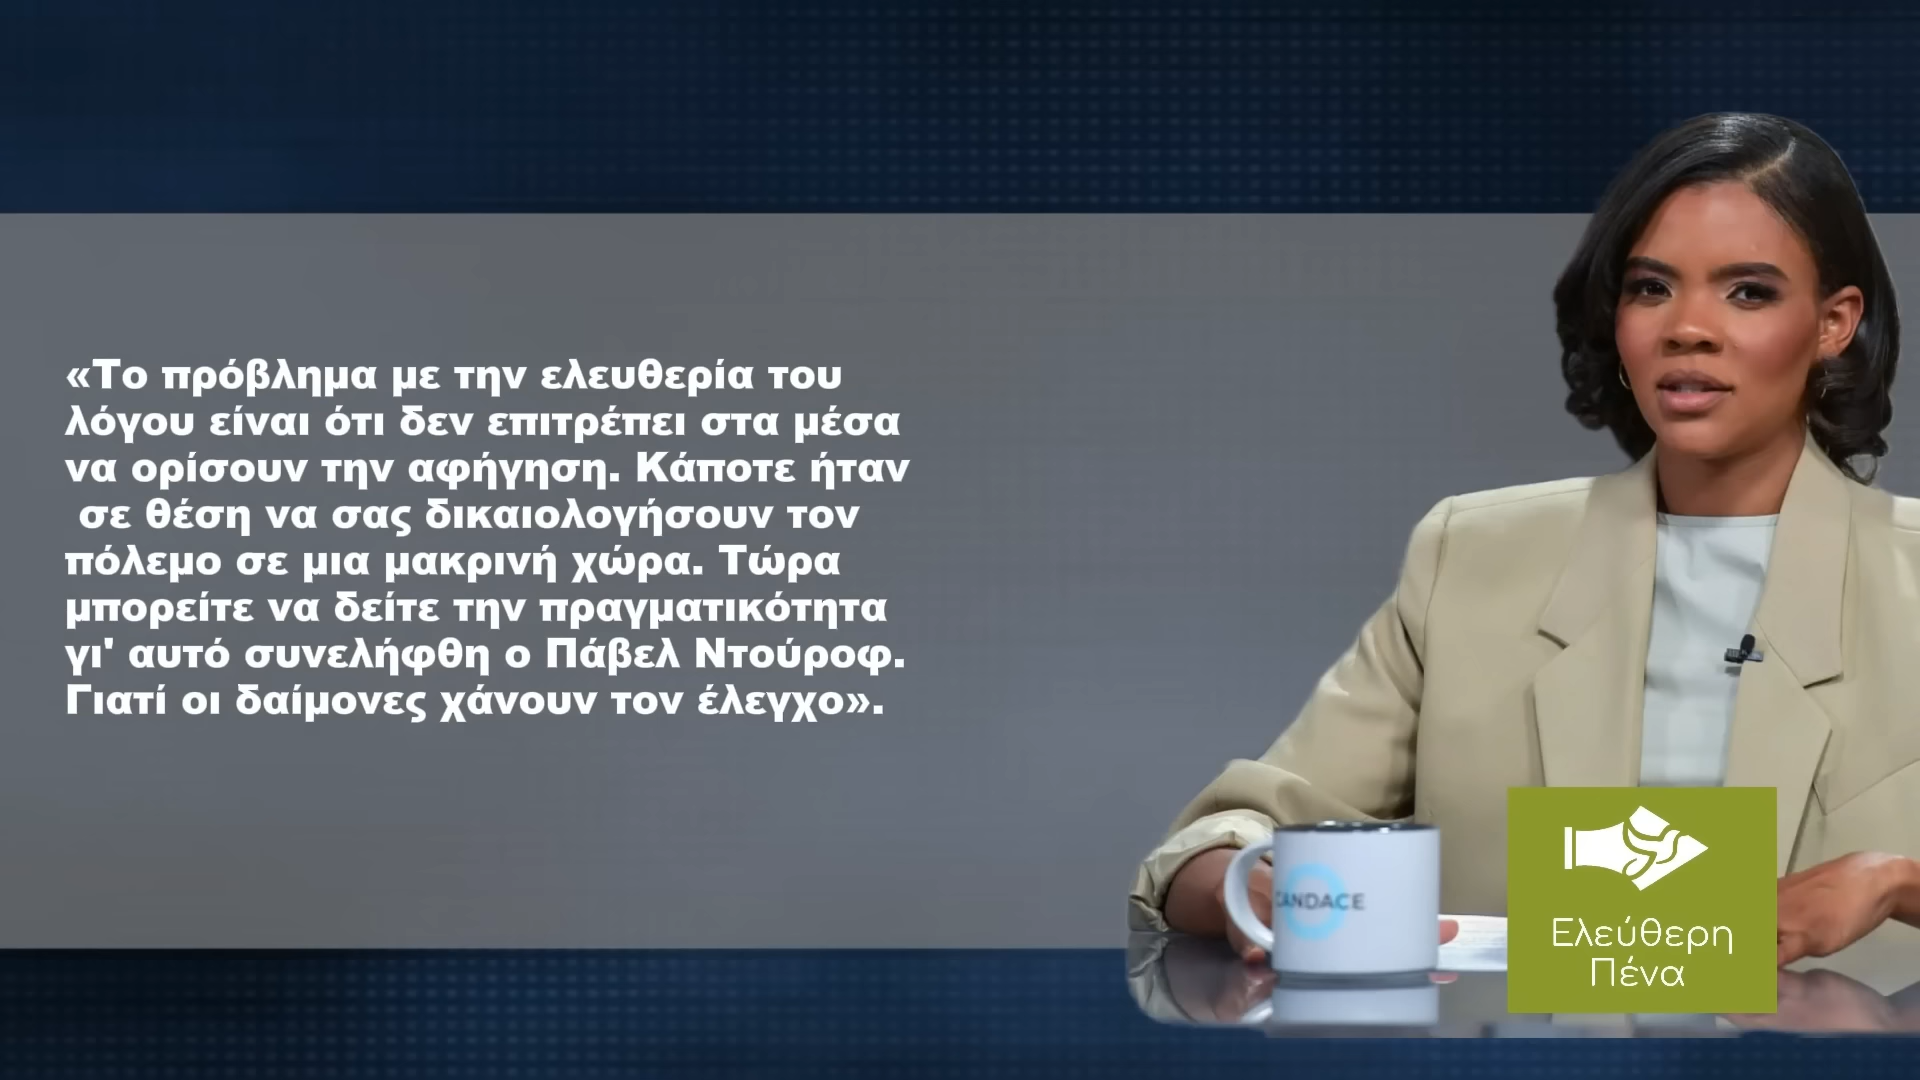 «Το πρόβλημα με την ελευθερία του
λόγου είναι ότι δεν επιτρέπει στα μέσα
να ορίσουν την αφήγηση. Κάποτε ήταν
σε θέση να σας δικαιολογήσουν τον
πόλεμο σε μια μακρινή χώρα. Τώρα
μπορείτε να δείτε την πραγματικότητα
γι' αυτό συνελήφθη ο Πάβελ Ντούροφ.
Γιατί οι δαίμονες χάνουν τον έλεγχο».
CANDACE
Ελεύθερη
Πένα